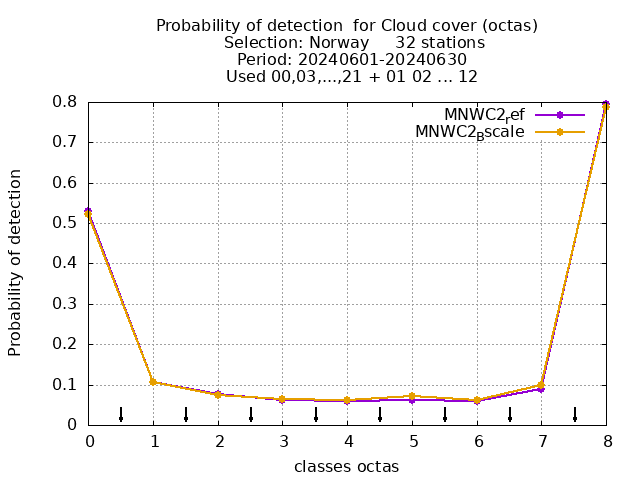 Probability of detection  for Cloud cover (octas)
Selection: Norway     32 stations
Period: 20240601-20240630
Used 00,03,...,21 + 01 02 ... 12
MNWC2ref
MNWC2Bscale
0.8
0.7
0.6
0.5
0.4
0.3
0.2
0.1
0
Probability of detection
0 1 2 3 4 5 6 7 8
classes octas